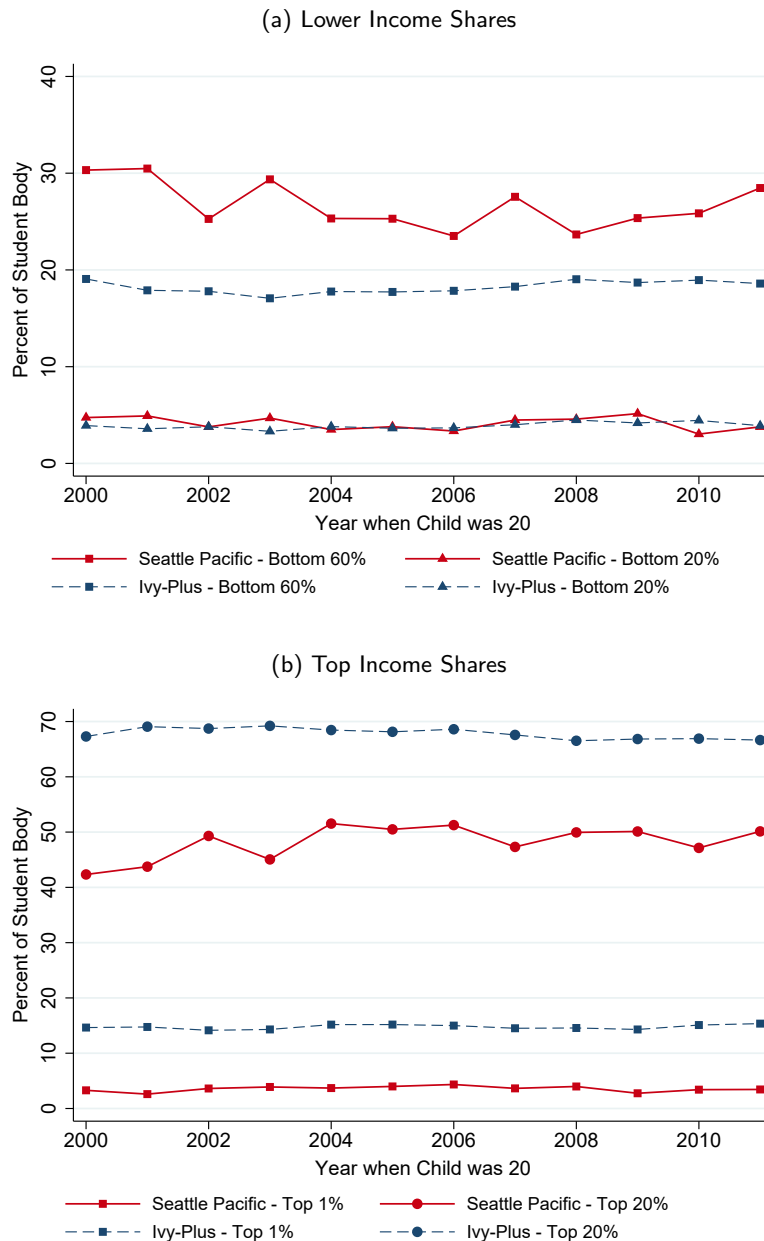 (a) Lower Income Shares
40
30
20
10
0
Percent of Student Body
2000 2002 2004 2006 2008 2010
Year when Child was 20
Seattle Pacific - Bottom 60% Seattle Pacific - Bottom 20%
Ivy-Plus - Bottom 60% Ivy-Plus - Bottom 20%
(b) Top Income Shares
70
60
50
40
30
20
10
0
Percent of Student Body
2000 2002 2004 2006 2008 2010
Year when Child was 20
Seattle Pacific - Top 1% Seattle Pacific - Top 20%
Ivy-Plus - Top 1% Ivy-Plus - Top 20%